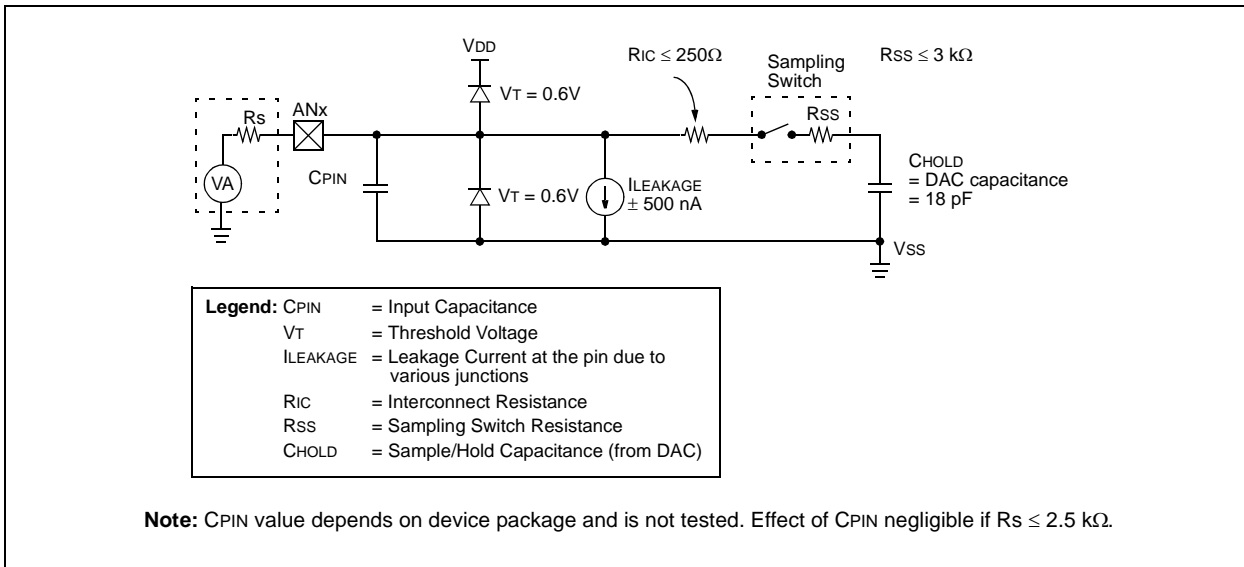 VDD
RIC ≤ 250Ω
Sampling
Switch
RSS ≤ 3 kΩ
VT = 0.6V
ANx
Rs
RSS
VA
CPIN
VT = 0.6V
ILEAKAGE
± 500 nA
CHOLD
= DAC capacitance
= 18 pF
VSS
Legend: CPIN = Input Capacitance
VT = Threshold Voltage
ILEAKAGE = Leakage Current at the pin due to
various junctions
RIC = Interconnect Resistance
RSS = Sampling Switch Resistance
CHOLD = Sample/Hold Capacitance (from DAC)
Note: CPIN value depends on device package and is not tested. Effect of CPIN negligible if Rs ≤ 2.5 kΩ.